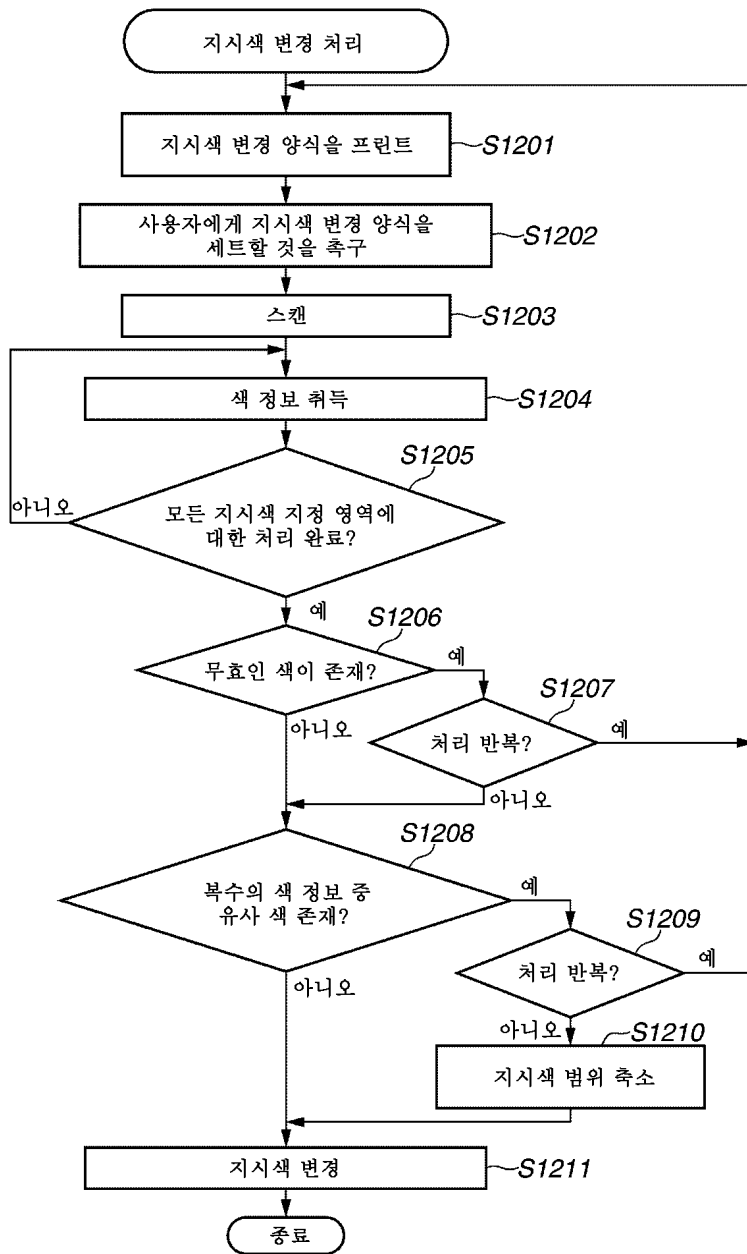 지시색 변경 처리
지시색 변경 양식을 프린트
S1201
사용자에게 지시색 변경 양식을
세트할 것을 촉구
S1202
스캔
S1203
색 정보 취득
S1204
S1205
모든 지시색 지정 영역에
대한 처리 완료?
아니오
예
S1206
무효인 색이 존재?
예
아니오
S1207
처리 반복?
예
아니오
S1208
복수의 색 정보 중
유사 색 존재?
예
아니오
S1209
처리 반복?
예
아니오
S1210
지시색 범위 축소
지시색 변경
S1211
종료